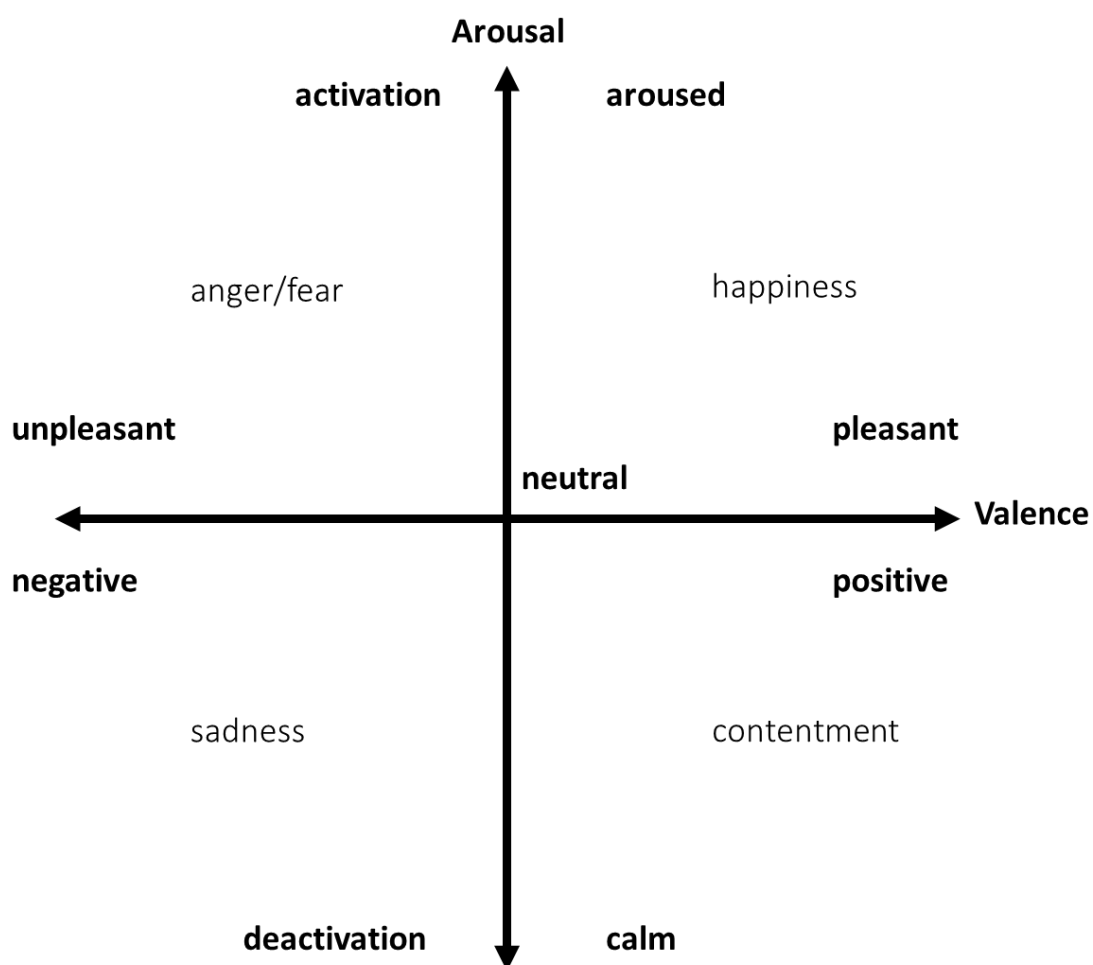 Arousal
activation aroused
anger/fear happiness
unpleasant pleasant
neutral
Valence
negative positive
sadness contentment
deactivation calm